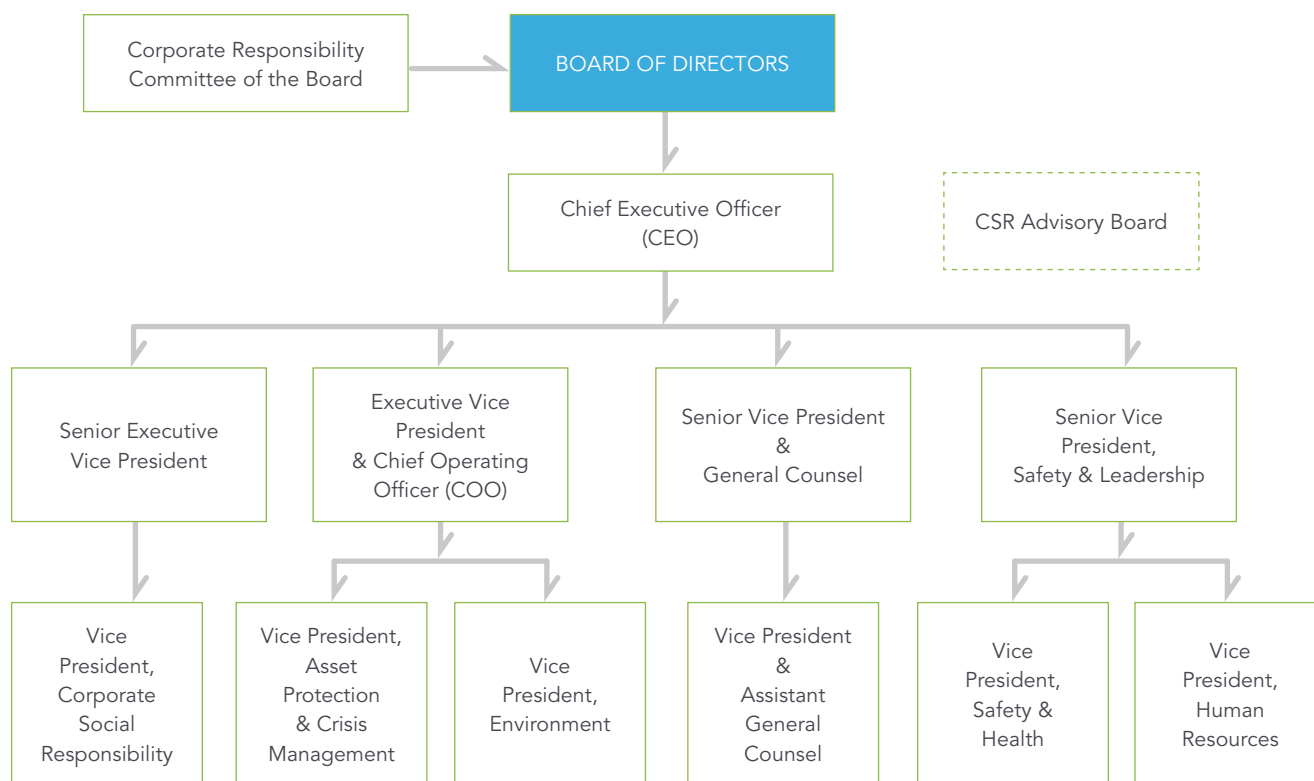 Corporate Responsibility
Committee of the Board
BOARD OF DIRECTORS
Chief Executive Officer
(CEO)
CSR Advisory Board
Senior Executive
Vice President
Executive Vice
President
& Chief Operating
Officer (COO)
Senior Vice President
&
General Counsel
Senior Vice
President,
Safety & Leadership
Vice
President,
Corporate
Social
Responsibility
Vice President,
Asset
Protection
& Crisis
Management
Vice
President,
Environment
Vice President
&
Assistant
General
Counsel
Vice
President,
Safety &
Health
Vice
President,
Human
Resources